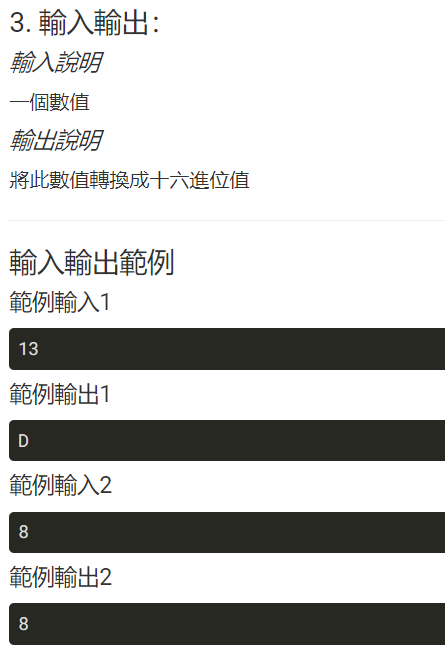 3. 輸入輸出：
輸入說明
一個數值
輸出說明
將此數值轉換成十六進位值
輸入輸出範例
範例輸入1
13
範例輸出1
D
範例輸入2
8
範例輸出2
8